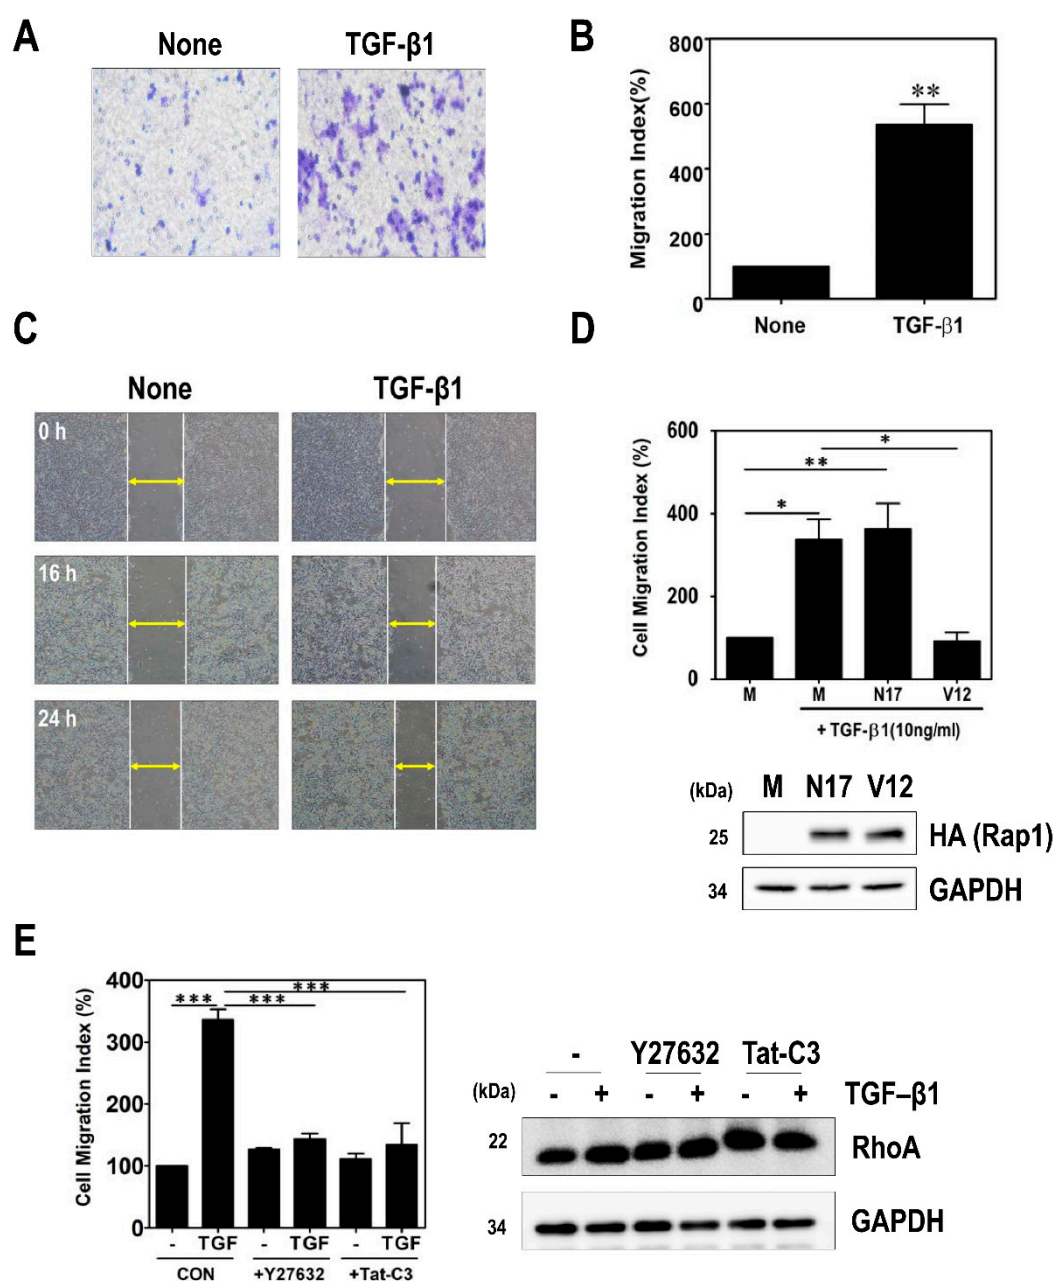 A
None
TGF-β1
B
Migration Index(%)
800
600
400
200
0
**
None
TGF-β1
C
None
TGF-β1
0 h
16 h
24 h
D
Cell Migration Index (%)
600
400
200
0
*
**
*
M
M
N17
V12
+ TGF-β1(10ng/ml)
(kDa)
M
N17
V12
25
HA (Rap1)
34
GAPDH
E
Cell Migration Index (%)
400
300
200
100
0
***
***
***
-
TGF
-
TGF
-
TGF
CON
+Y27632
+Tat-C3
-
Y27632
Tat-C3
(kDa)
-
+
-
+
-
+
TGF–β1
22
RhoA
34
GAPDH